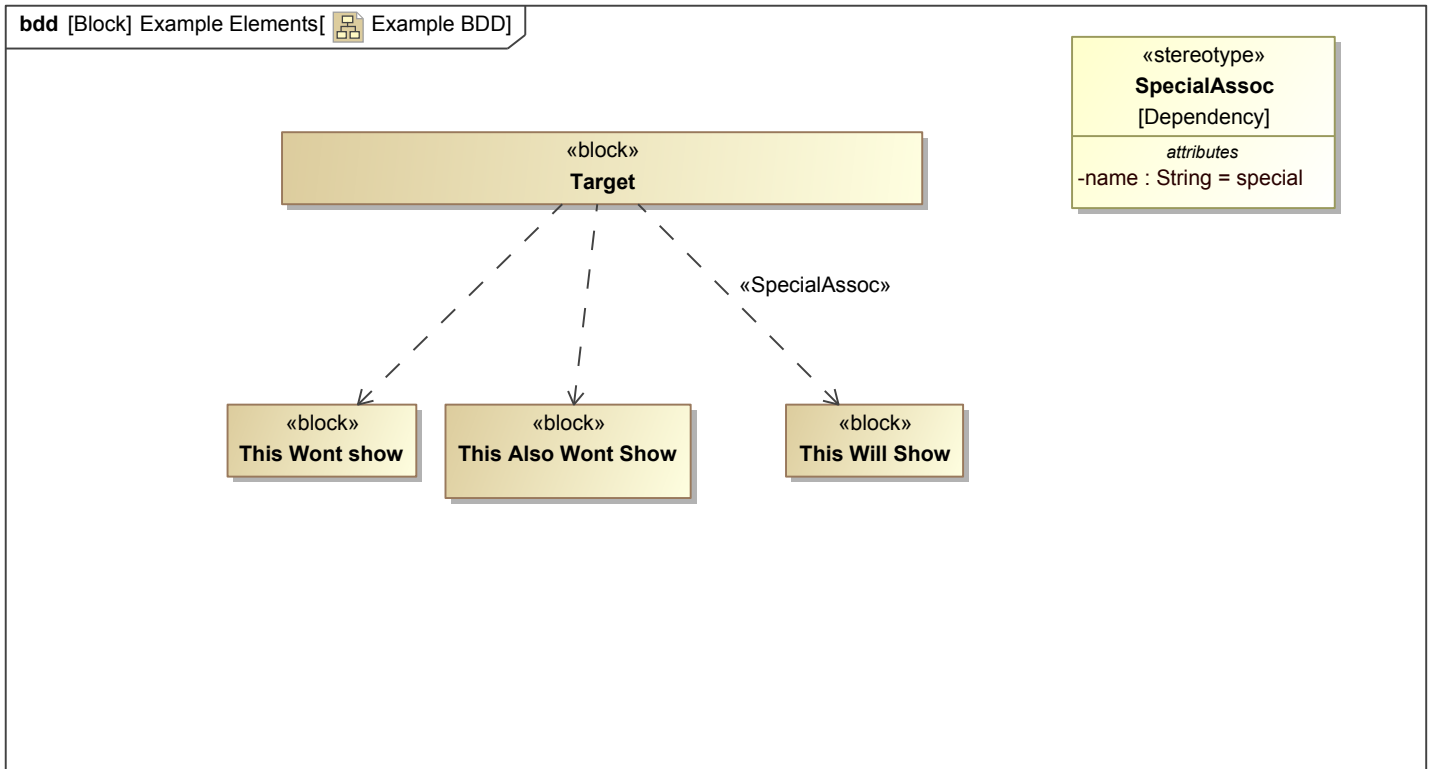 bdd [Block] Example Elements[ Example BDD]
«stereotype»
SpecialAssoc
[Dependency]
attributes
-name : String = special
«block»
Target
«SpecialAssoc»
«block»
This Wont show
«block»
This Also Wont Show
«block»
This Will Show